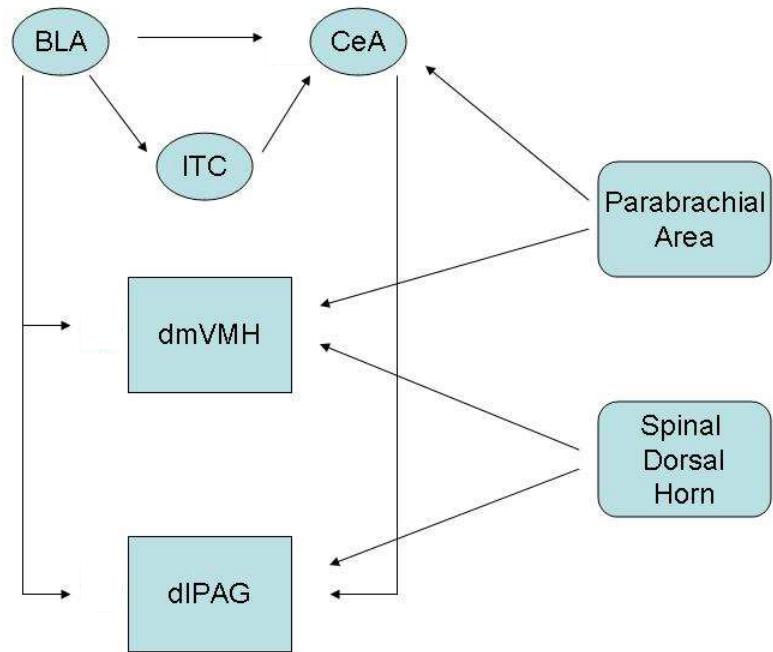 BLA
CeA
ITC
Parabrachial
Area
dmVMH
Spinal
Dorsal
Horn
dlPAG